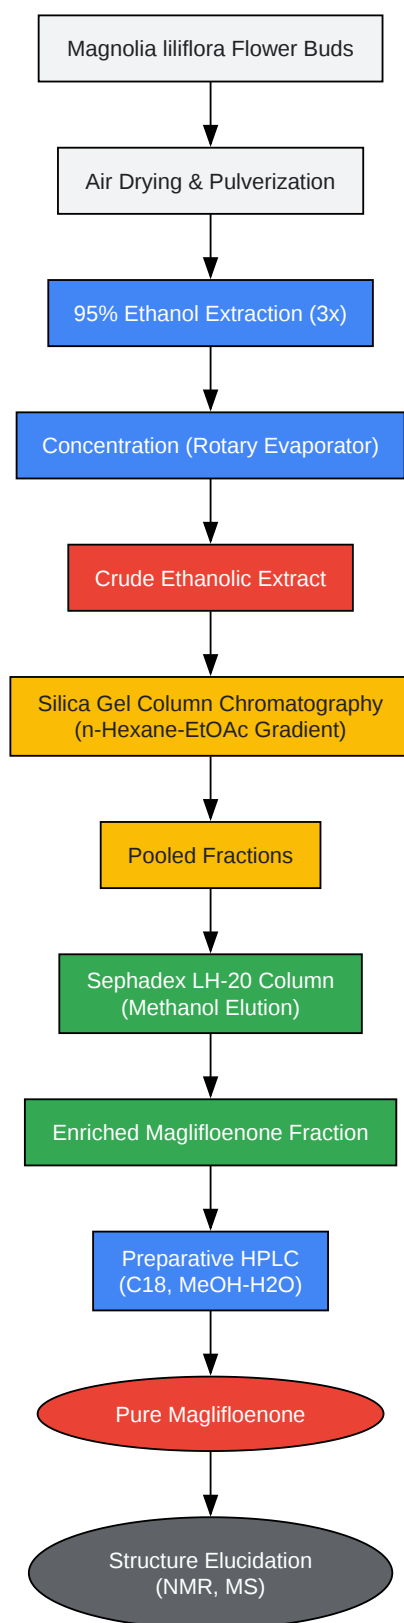 Magnolia liliflora Flower Buds
Air Drying & Pulverization
95% Ethanol Extraction (3x)
Concentration (Rotary Evaporator)
Crude Ethanolic Extract
Silica Gel Column Chromatography
(n-Hexane-EtOAc Gradient)
Pooled Fractions
Sephadex LH-20 Column
(Methanol Elution)
Enriched Maglifloenone Fraction
Preparative HPLC
(C18, MeOH-H2O)
Pure Maglifloenone
Structure Elucidation
(NMR, MS)